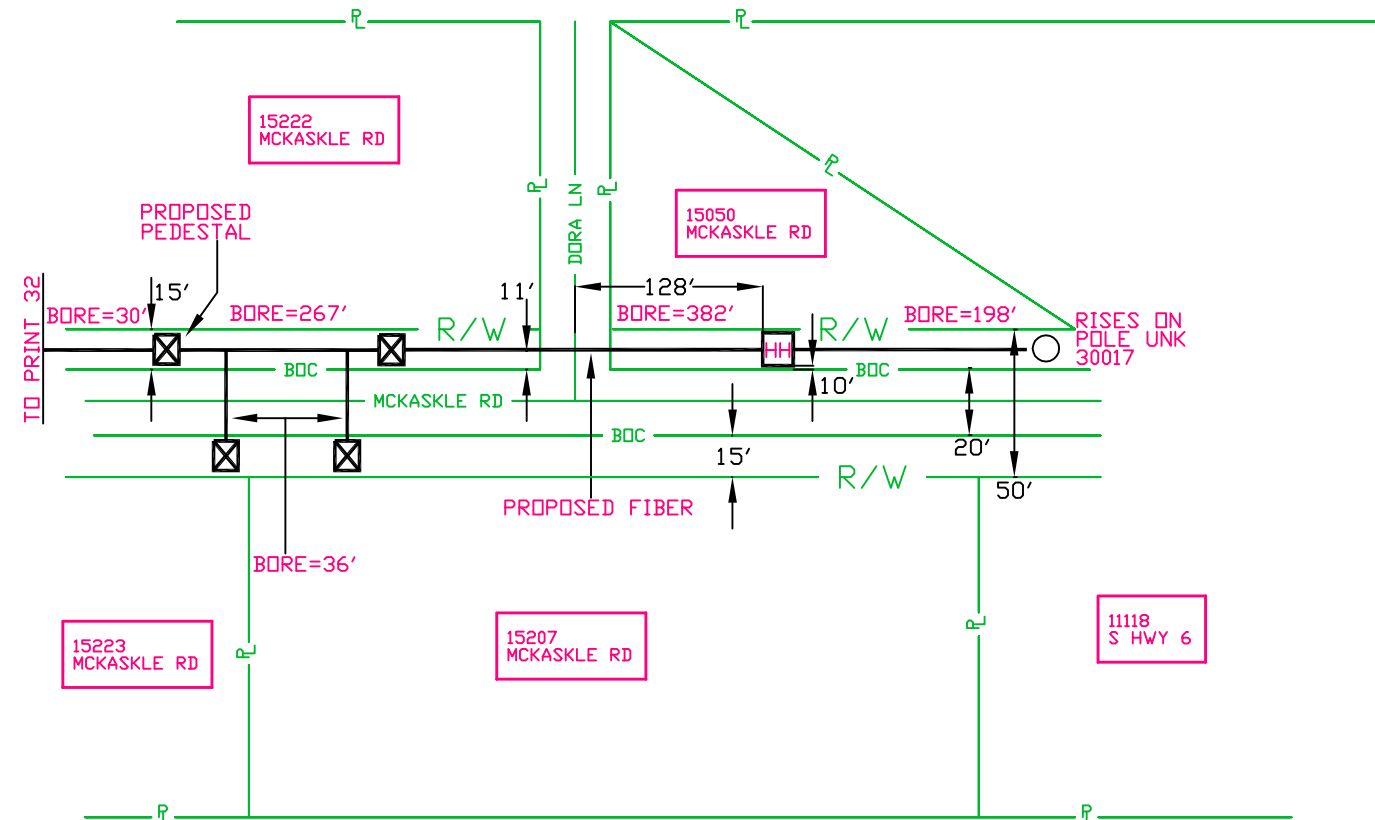 PL
PL
15222
MCKASKLE RD
PL
PL
PL
DORA LN
15050
MCKASKLE RD
PROPOSED
PEDESTAL
TO PRINT 32
BORE=30'
15'
BORE=267'
11'
128'
BORE=382'
BORE=198'
R/W
R/W
RISES ON
POLE UNK
30017
HH
BOC
BOC
10'
MCKASKLE RD
BOC
15'
20'
R/W
50'
PROPOSED FIBER
BORE=36'
15223
MCKASKLE RD
PL
15207
MCKASKLE RD
PL
11118
S HWY 6
PL
PL